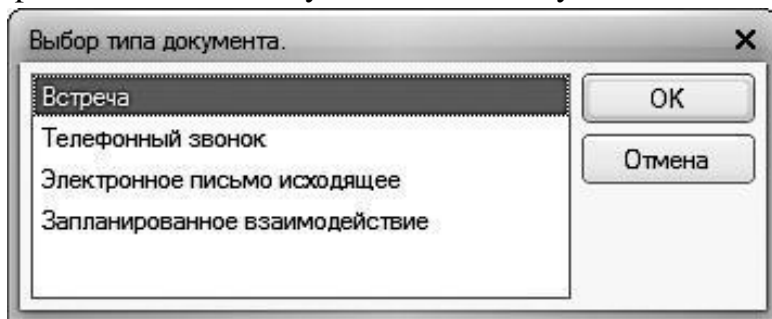 Выбор типа документа.
Встреча
OK
Телефонный звонок
Отмена
Электронное письмо исходящее
Запланированное взаимодействие